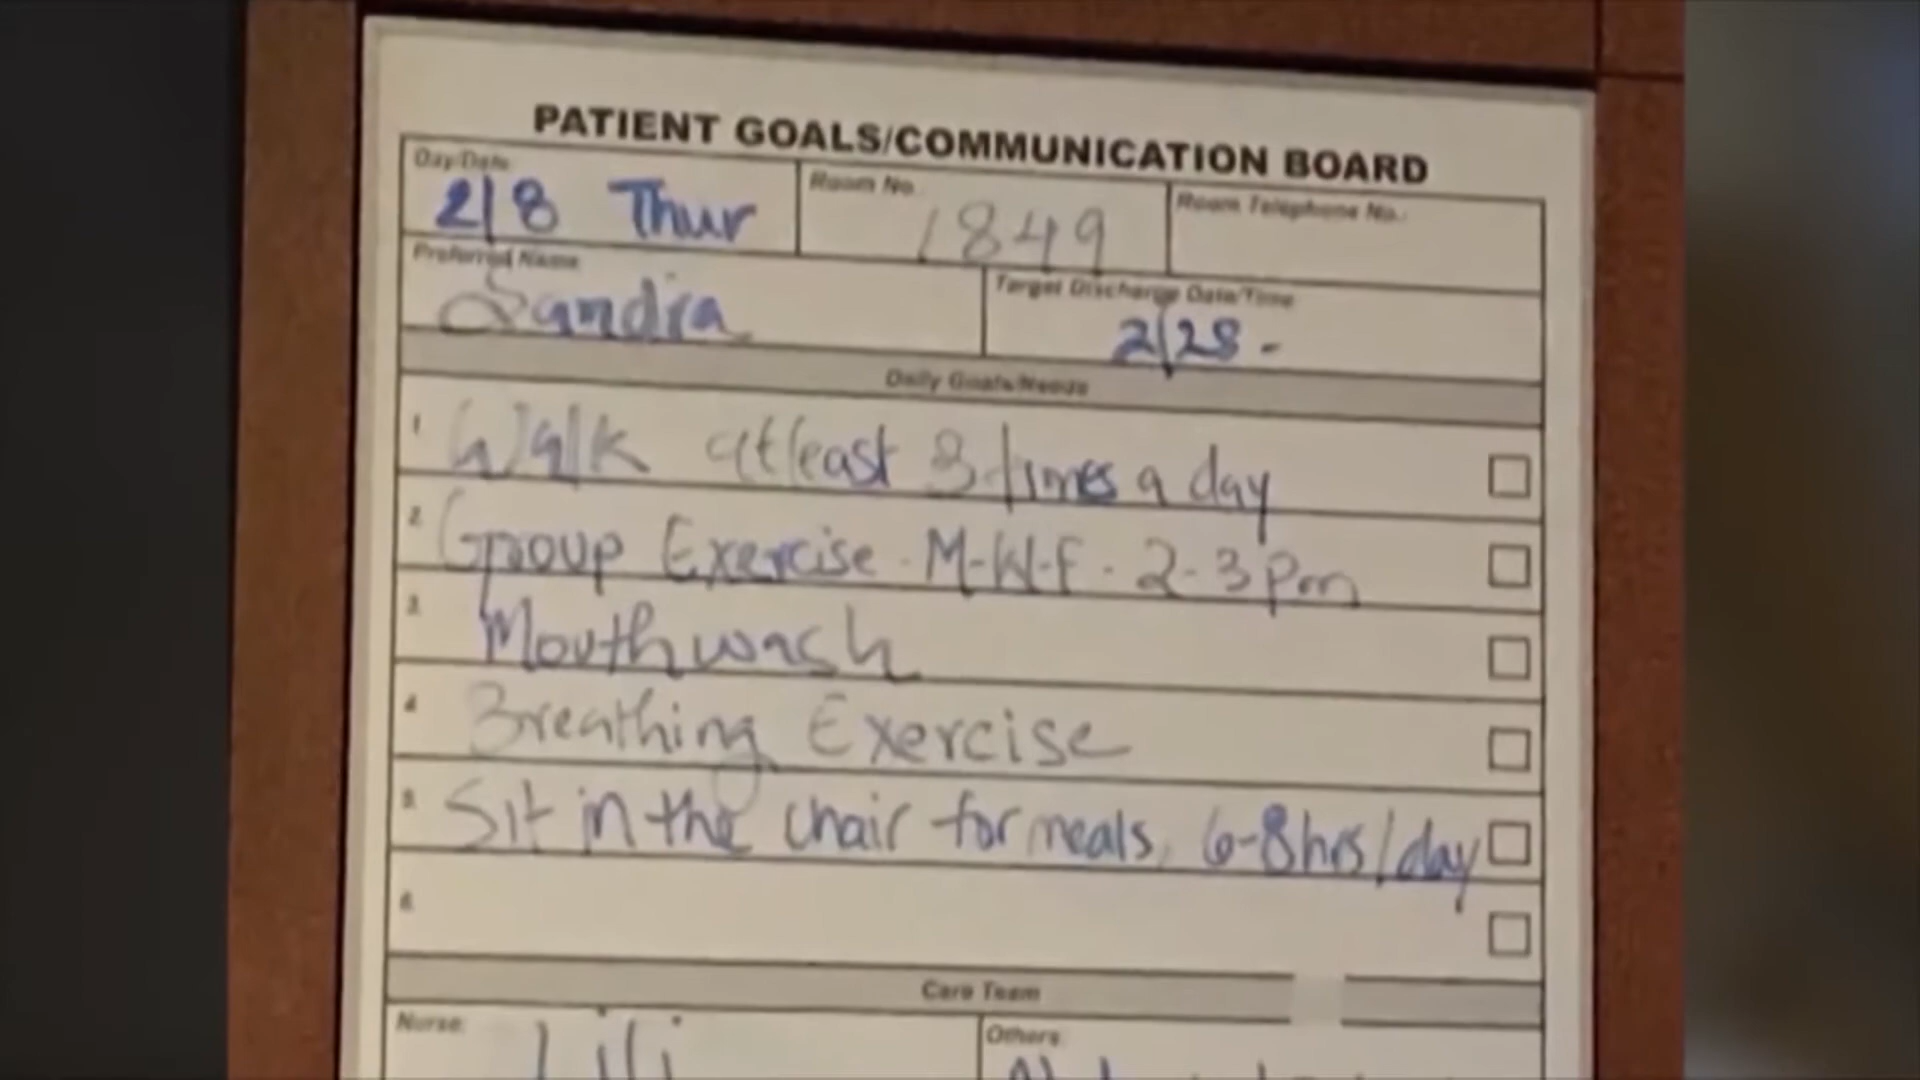 PATIENT GOALS/COMMUNICATION BOARD
Day/Date: Room No. Room Telephone No.:
2/8 Thur 1849
Preferred Name Target Discharge Date/Time
Sandra 2/28 -
Daily Goals/Needs
1. Walk atleast 3 times a day
2. Group Exercise - M-W-F - 2-3 pm
3. Mouthwash
4. Breathing Exercise
5. Sit in the chair for meals, 6-8hrs/day
6.
Care Team
Nurse: Others:
Lili